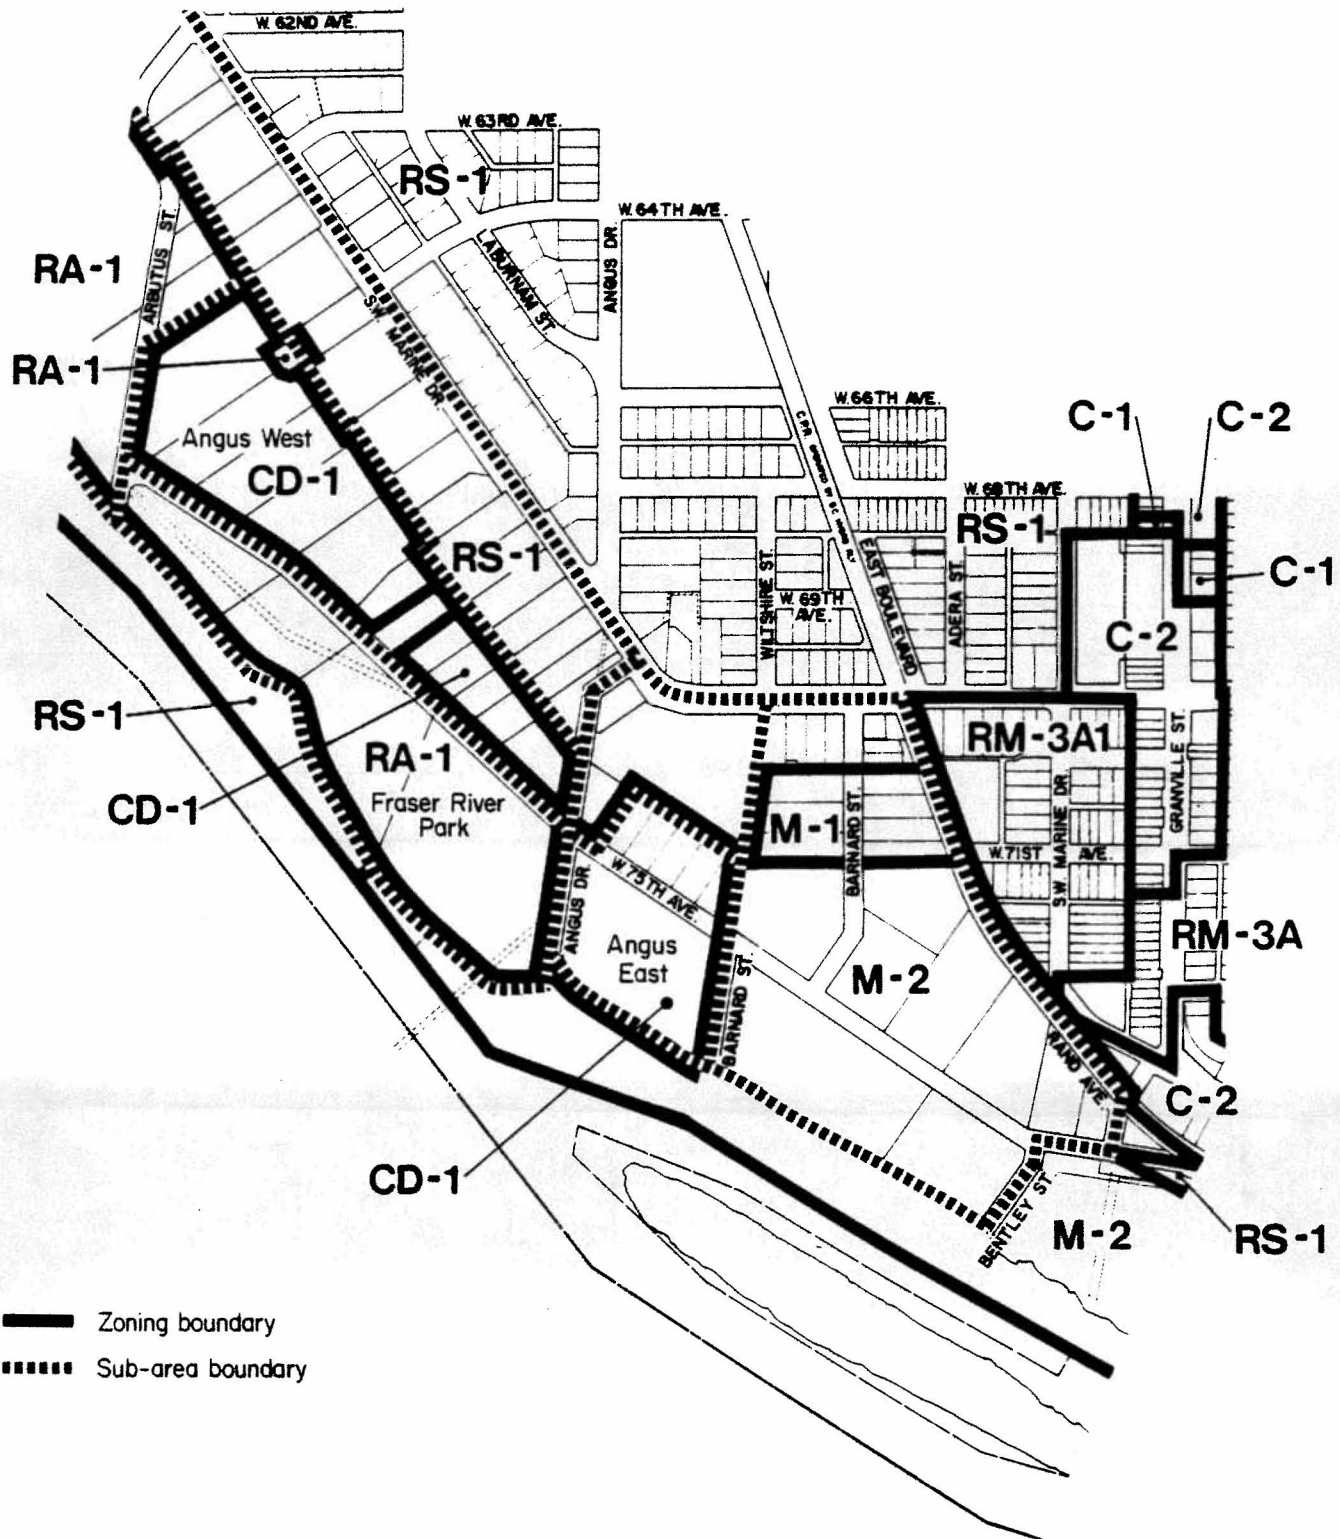 W. 62ND AVE.
W. 63RD AVE.
RS-1
W. 64TH AVE.
ARBUTUS ST.
LABURNAM ST.
ANGUS DR.
RA-1
S.W. MARINE DR.
RA-1
W. 66TH AVE.
C-1
C-2
Angus West
CD-1
W. 68TH AVE.
RS-1
RS-1
EAST BOULEVARD
ADERA ST.
WILTSHIRE ST.
W. 69TH
AVE.
C-1
C-2
RS-1
RM-3A1
RA-1
GRANVILLE ST.
CD-1
Fraser River
Park
M-1
BARNARD ST.
S.W. MARINE DR
W. 71ST AVE.
W 75TH AVE.
ANGUS DR.
RM-3A
Angus
East
M-2
BARNARD ST.
RAND AVE.
C-2
CD-1
BENTLEY ST
M-2
RS-1
Zoning boundary
Sub-area boundary